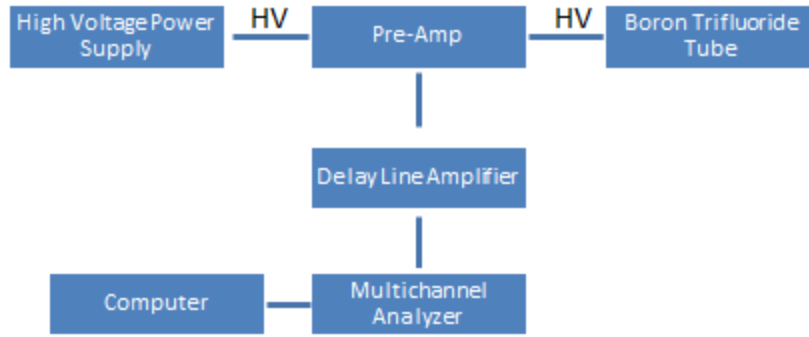 High Voltage Power
Supply
HV
Pre-Amp
HV
Boron Trifluoride
Tube
Delay Line Amplifier
Computer
Multichannel
Analyzer